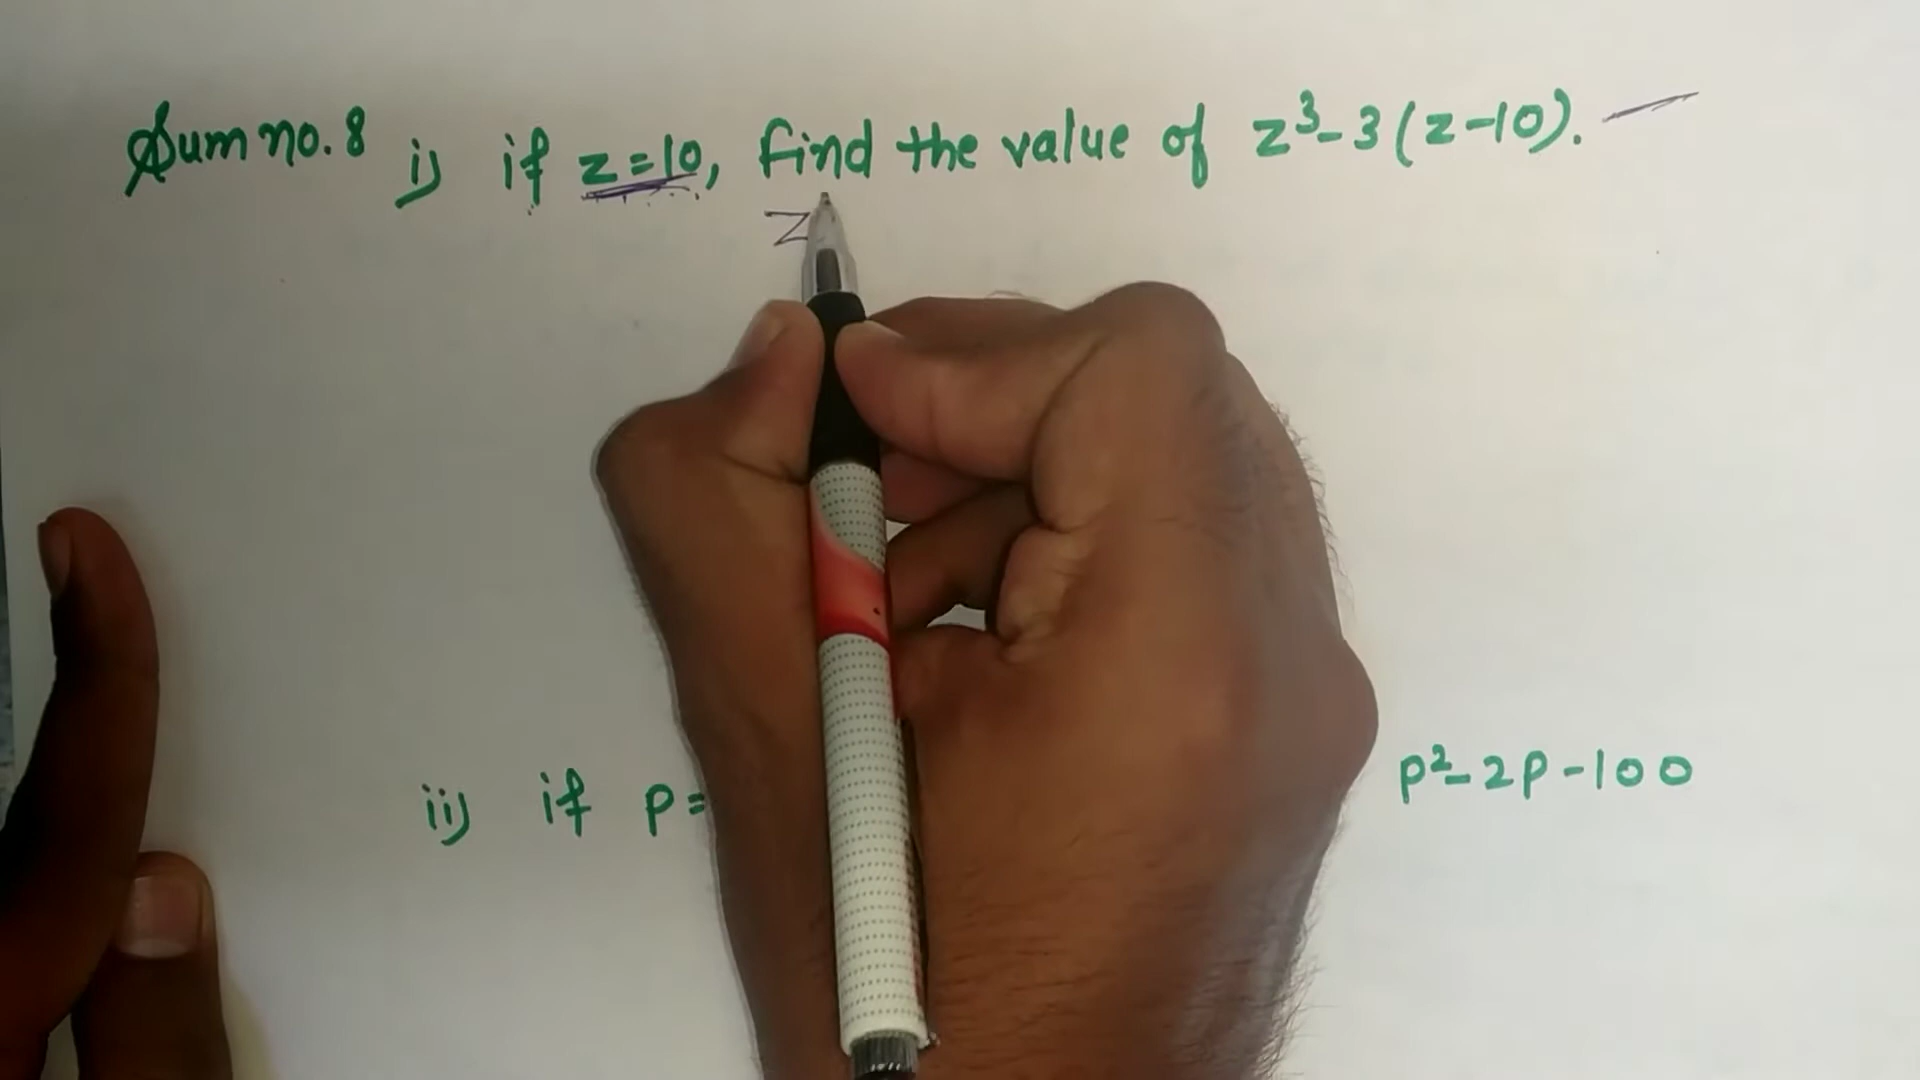 Sum no. 8 i) if z=10, find the value of z³-3(z-10).
z
ii) if p= p²-2p-100